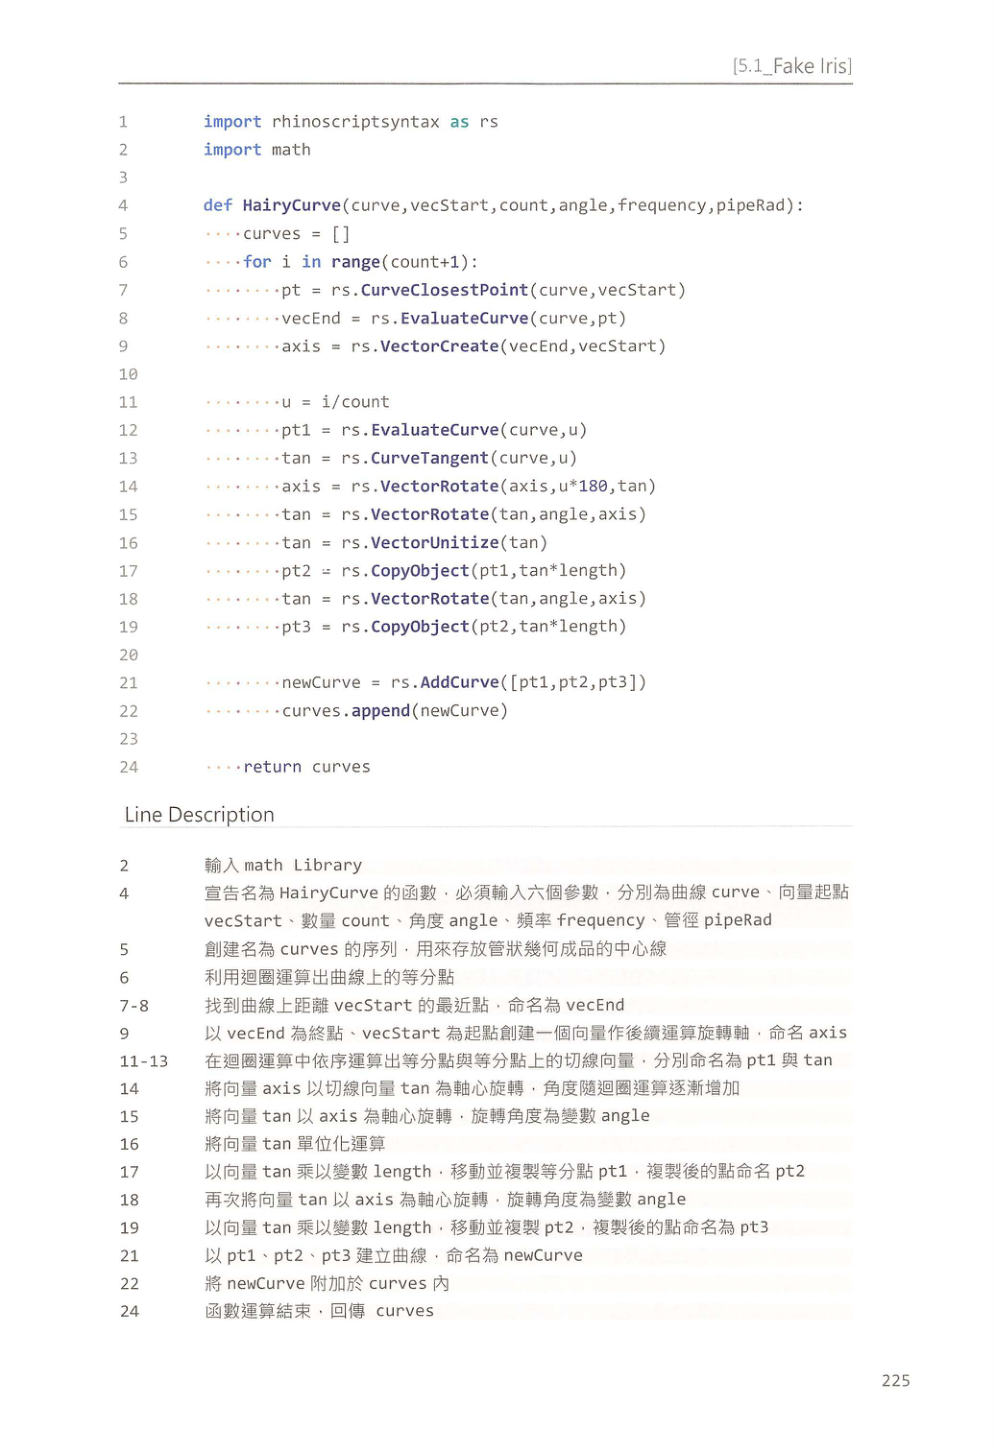 [5.1_Fake Iris]
1 import rhinoscriptsyntax as rs
2 import math
3
4 def HairyCurve(curve,vecStart,count,angle,frequency,pipeRad):
5 ····curves = []
6 ····for i in range(count+1):
7 ········pt = rs.CurveClosestPoint(curve,vecStart)
8 ········vecEnd = rs.EvaluateCurve(curve,pt)
9 ········axis = rs.VectorCreate(vecEnd,vecStart)
10
11 ········u = i/count
12 ········pt1 = rs.EvaluateCurve(curve,u)
13 ········tan = rs.CurveTangent(curve,u)
14 ········axis = rs.VectorRotate(axis,u*180,tan)
15 ········tan = rs.VectorRotate(tan,angle,axis)
16 ········tan = rs.VectorUnitize(tan)
17 ········pt2 = rs.CopyObject(pt1,tan*length)
18 ········tan = rs.VectorRotate(tan,angle,axis)
19 ········pt3 = rs.CopyObject(pt2,tan*length)
20
21 ········newCurve = rs.AddCurve([pt1,pt2,pt3])
22 ········curves.append(newCurve)
23
24 ····return curves
Line Description
2 輸入 math Library
4 宣告名為 HairyCurve 的函數，必須輸入六個參數，分別為曲線 curve、向量起點
vecStart、數量 count、角度 angle、頻率 frequency、管徑 pipeRad
5 創建名為 curves 的序列，用來存放管狀幾何成品的中心線
6 利用迴圈運算出曲線上的等分點
7-8 找到曲線上距離 vecStart 的最近點，命名為 vecEnd
9 以 vecEnd 為終點、vecStart 為起點創建一個向量作後續運算旋轉軸，命名 axis
11-13 在迴圈運算中依序運算出等分點與等分點上的切線向量，分別命名為 pt1 與 tan
14 將向量 axis 以切線向量 tan 為軸心旋轉，角度隨迴圈運算逐漸增加
15 將向量 tan 以 axis 為軸心旋轉，旋轉角度為變數 angle
16 將向量 tan 單位化運算
17 以向量 tan 乘以變數 length，移動並複製等分點 pt1，複製後的點命名 pt2
18 再次將向量 tan 以 axis 為軸心旋轉，旋轉角度為變數 angle
19 以向量 tan 乘以變數 length，移動並複製 pt2，複製後的點命名為 pt3
21 以 pt1、pt2、pt3 建立曲線，命名為 newCurve
22 將 newCurve 附加於 curves 內
24 函數運算結束，回傳 curves
225